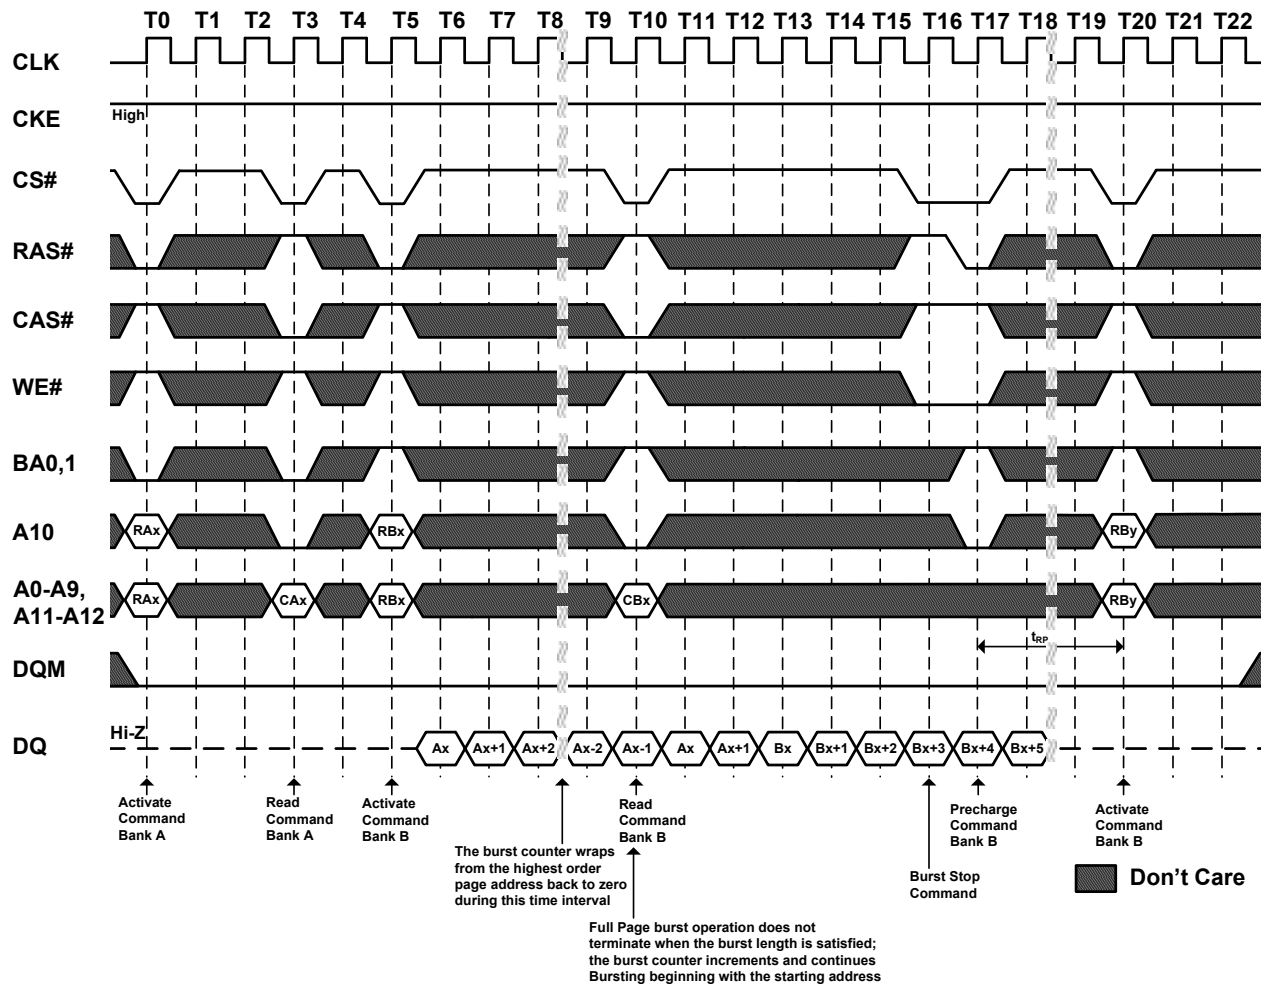 T0 T1 T2 T3 T4 T5 T6 T7 T8 T9 T10 T11 T12 T13 T14 T15 T16 T17 T18 T19 T20 T21 T22
CLK
CKE
High
CS#
RAS#
CAS#
WE#
BA0,1
A10
RAx RBx RBy
A0-A9,
A11-A12
RAx CAx RBx CBx RBy
tRP
DQM
DQ
Hi-Z
Ax Ax+1 Ax+2 Ax-2 Ax-1 Ax Ax+1 Bx Bx+1 Bx+2 Bx+3 Bx+4 Bx+5
Activate
Command
Bank A
Read
Command
Bank A
Activate
Command
Bank B
The burst counter wraps
from the highest order
page address back to zero
during this time interval
Read
Command
Bank B
Full Page burst operation does not
terminate when the burst length is satisfied;
the burst counter increments and continues
Bursting beginning with the starting address
Burst Stop
Command
Precharge
Command
Bank B
Activate
Command
Bank B
Don't Care